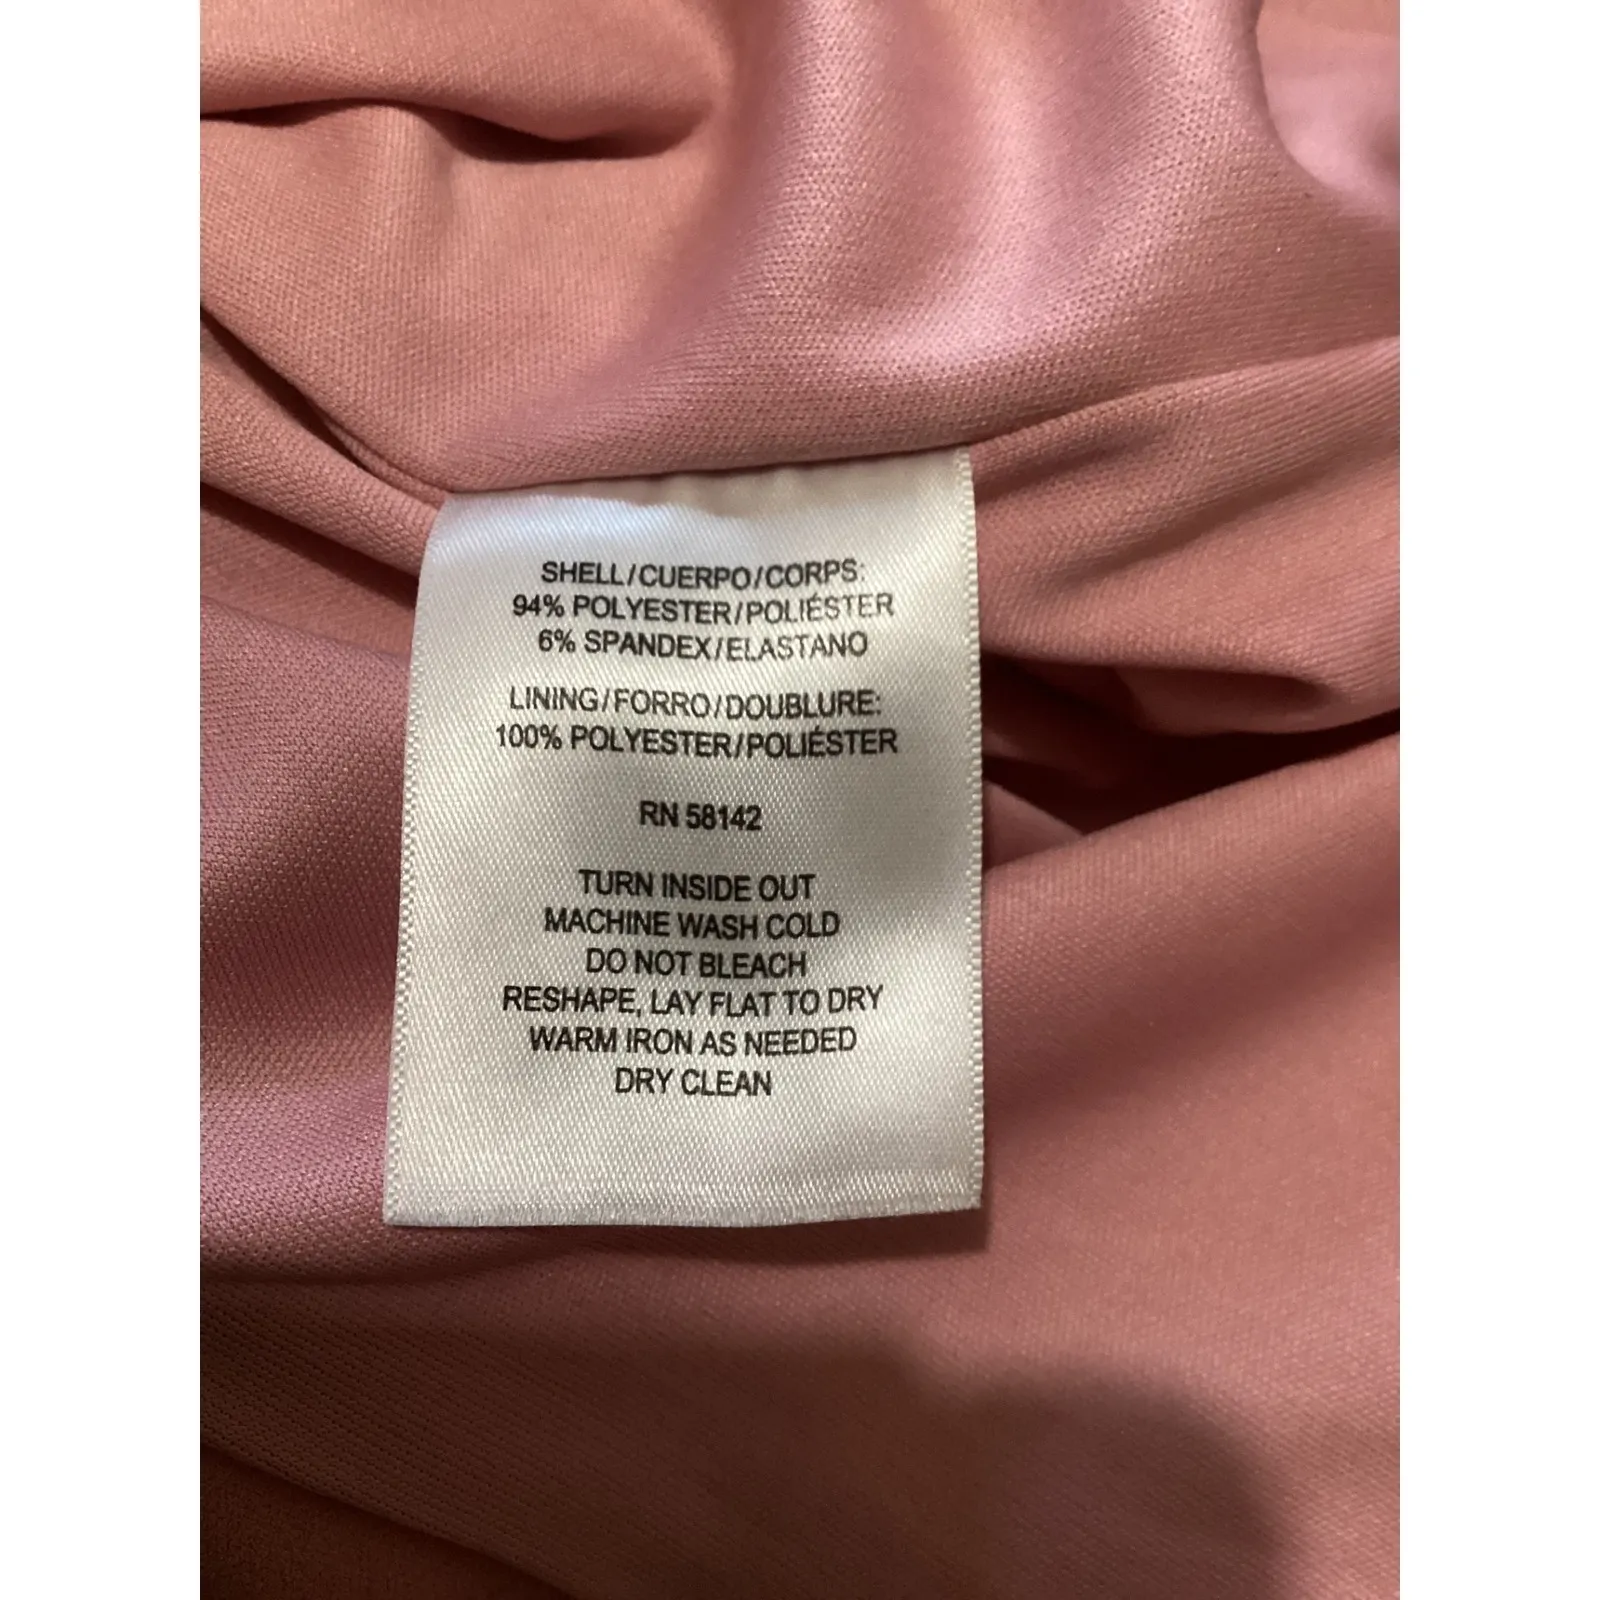 SHELL/CUERPO/CORPS:
94% POLYESTER/POLIÉSTER
6% SPANDEX/ELASTANO
LINING/FORRO/DOUBLURE:
100% POLYESTER/POLIÉSTER
RN 58142
TURN INSIDE OUT
MACHINE WASH COLD
DO NOT BLEACH
RESHAPE, LAY FLAT TO DRY
WARM IRON AS NEEDED
DRY CLEAN